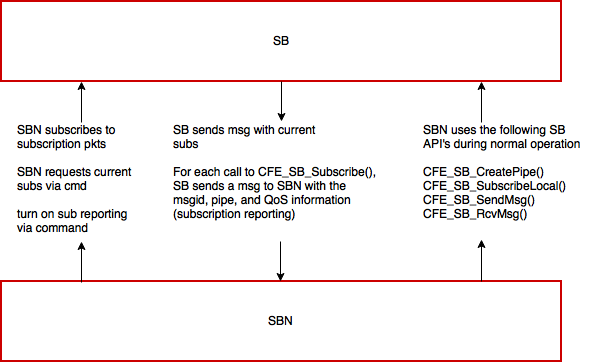 SB
SBN subscribes to
subscription pkts
SBN requests current
subs via cmd
turn on sub reporting
via command
SB sends msg with current
subs
For each call to CFE_SB_Subscribe(),
SB sends a msg to SBN with the
msgid, pipe, and QoS information
(subscription reporting)
SBN uses the following SB
API's during normal operation
CFE_SB_CreatePipe()
CFE_SB_SubscribeLocal()
CFE_SB_SendMsg()
CFE_SB_RcvMsg()
SBN